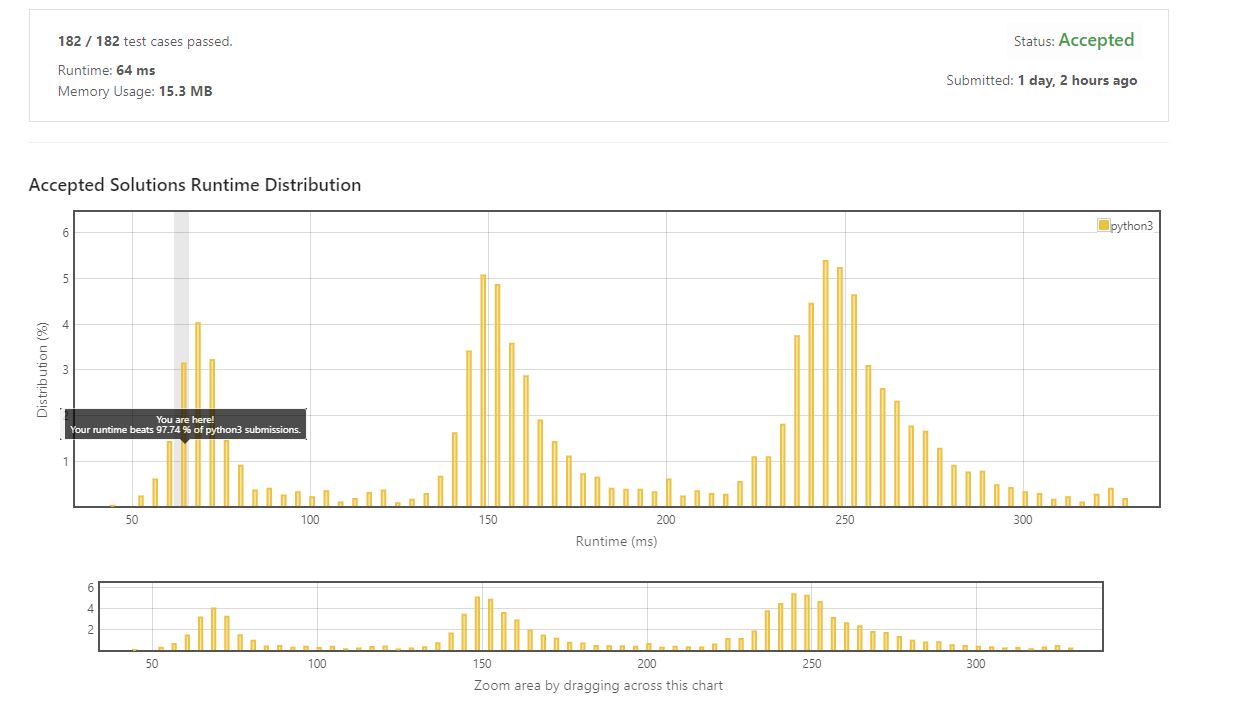 182 / 182 test cases passed.
Status: Accepted
Runtime: 64 ms
Memory Usage: 15.3 MB
Submitted: 1 day, 2 hours ago
Accepted Solutions Runtime Distribution
python3
6
5
4
3
2
1
Distribution (%)
You are here!
Your runtime beats 97.74 % of python3 submissions.
50 100 150 200 250 300
Runtime (ms)
6
4
2
50 100 150 200 250 300
Zoom area by dragging across this chart